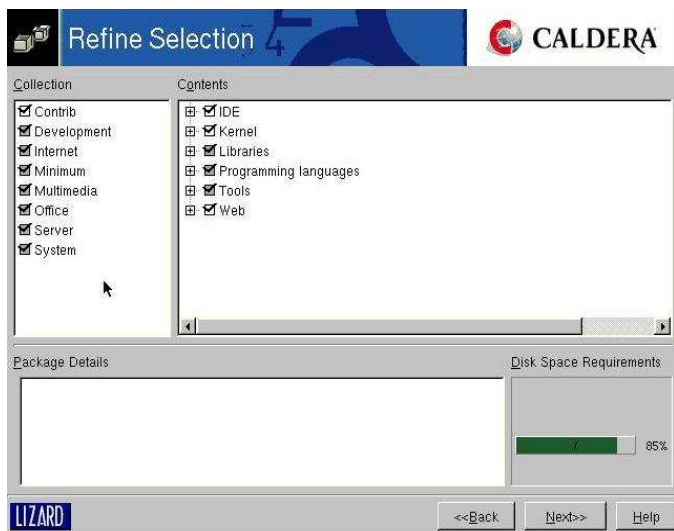 Refine Selection
CALDERA
Collection
Contrib
Development
Internet
Minimum
Multimedia
Office
Server
System
Contents
IDE
Kernel
Libraries
Programming languages
Tools
Web
Package Details
Disk Space Requirements
85%
LIZARD
<<Back
Next>>
Help